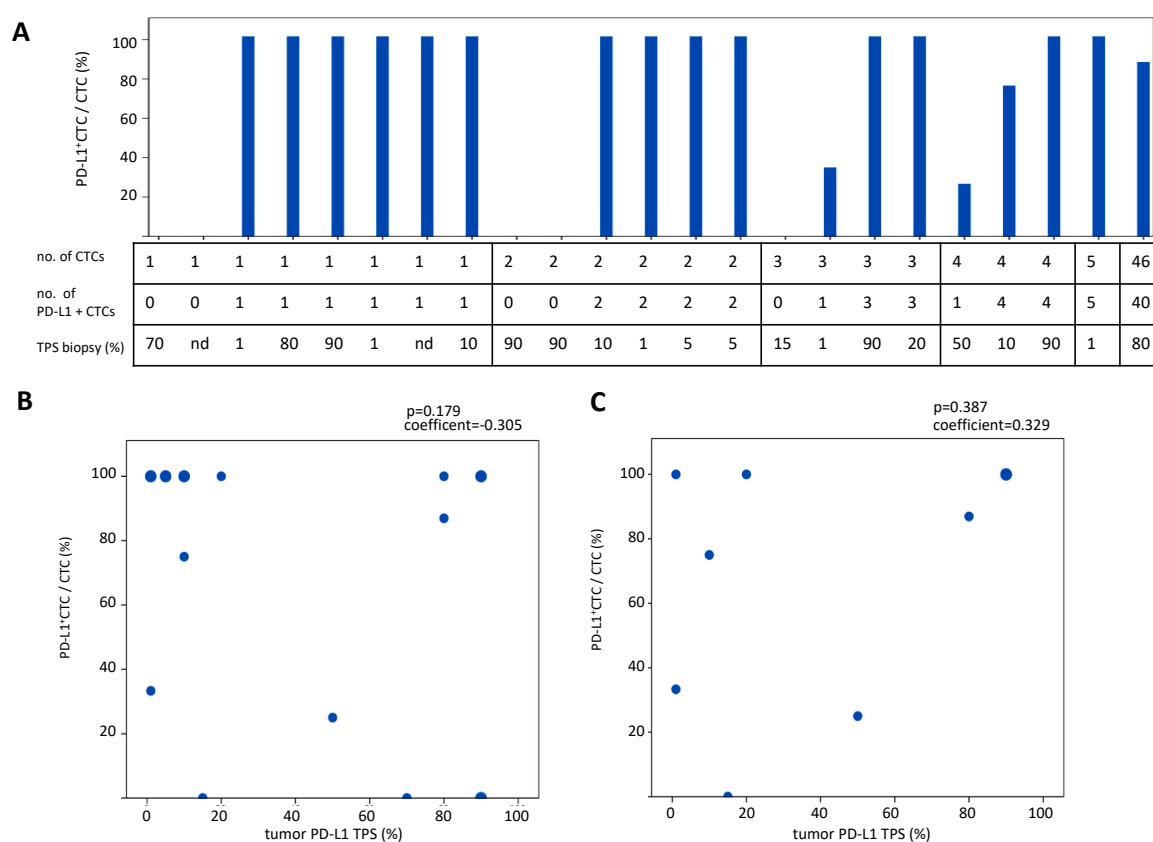 A
PD-L1+CTC / CTC (%)
100
80
60
40
20
no. of CTCs 1 1 1 1 1 1 1 1 2 2 2 2 2 2 3 3 3 3 4 4 4 5 46
no. of
PD-L1 + CTCs 0 0 1 1 1 1 1 1 0 0 2 2 2 2 0 1 3 3 1 4 4 5 40
TPS biopsy (%) 70 nd 1 80 90 1 nd 10 90 90 10 1 5 5 15 1 90 20 50 10 90 1 80
B
p=0.179
coefficent=-0.305
PD-L1+CTC / CTC (%)
100
80
60
40
20
0 20 40 60 80 100
tumor PD-L1 TPS (%)
C
p=0.387
coefficient=0.329
PD-L1+CTC / CTC (%)
100
80
60
40
20
0 20 40 60 80 100
tumor PD-L1 TPS (%)